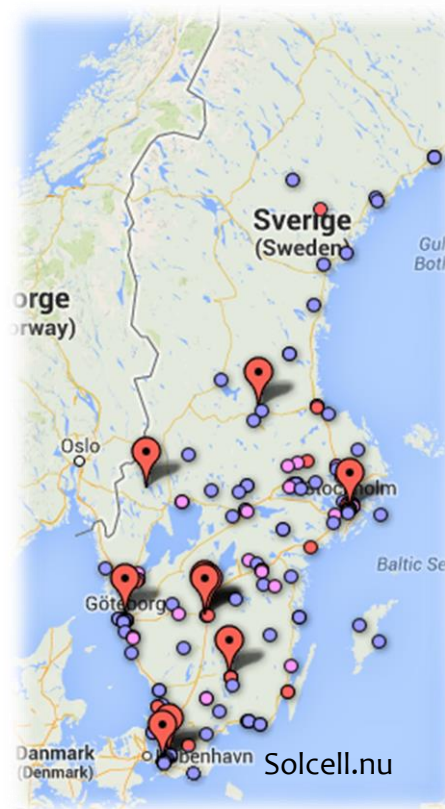 Sverige
(Sweden)
Gul
Both
orge
orway)
Oslo
Stockholm
Baltic Se
Göteborg
Danmark
(Denmark)
København
Solcell.nu